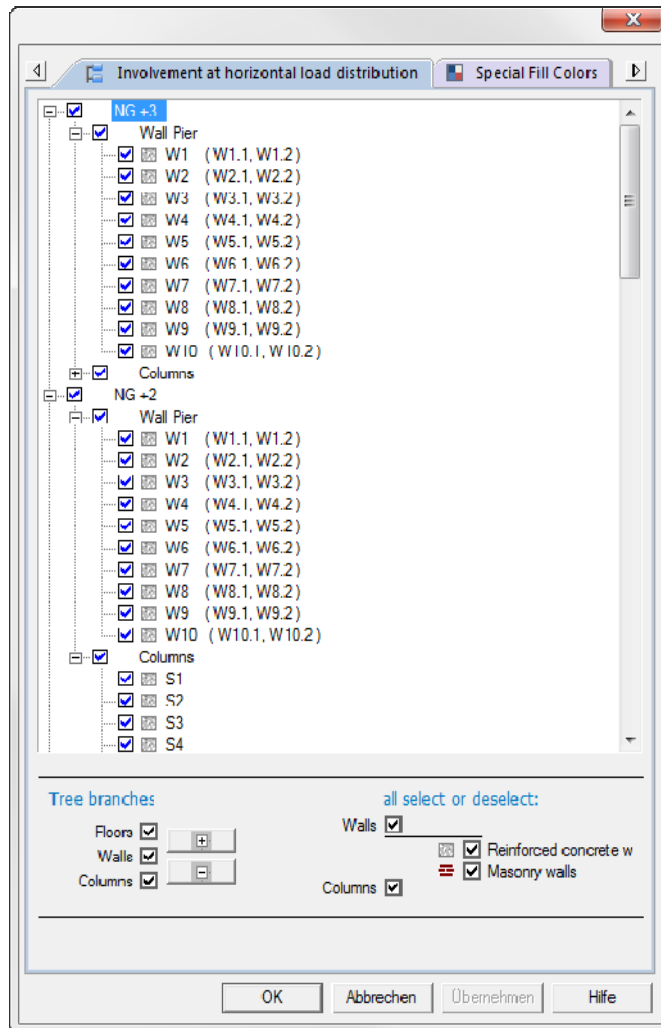 Involvement at horizontal load distribution Special Fill Colors
NG +3
Wall Pier
W1 (W1.1, W1.2)
W2 (W2.1, W2.2)
W3 (W3.1, W3.2)
W4 (W4.1, W4.2)
W5 (W5.1, W5.2)
W6 (W6.1, W6.2)
W7 (W7.1, W7.2)
W8 (W8.1, W8.2)
W9 (W9.1, W9.2)
W10 (W10.1, W10.2)
Columns
NG +2
Wall Pier
W1 (W1.1, W1.2)
W2 (W2.1, W2.2)
W3 (W3.1, W3.2)
W4 (W4.1, W4.2)
W5 (W5.1, W5.2)
W6 (W6.1, W6.2)
W7 (W7.1, W7.2)
W8 (W8.1, W8.2)
W9 (W9.1, W9.2)
W10 (W10.1, W10.2)
Columns
S1
S2
S3
S4
Tree branches
Floors
Walls
Columns
all select or deselect:
Walls
Reinforced concrete w
Masonry walls
Columns
OK Abbrechen Übernehmen Hilfe